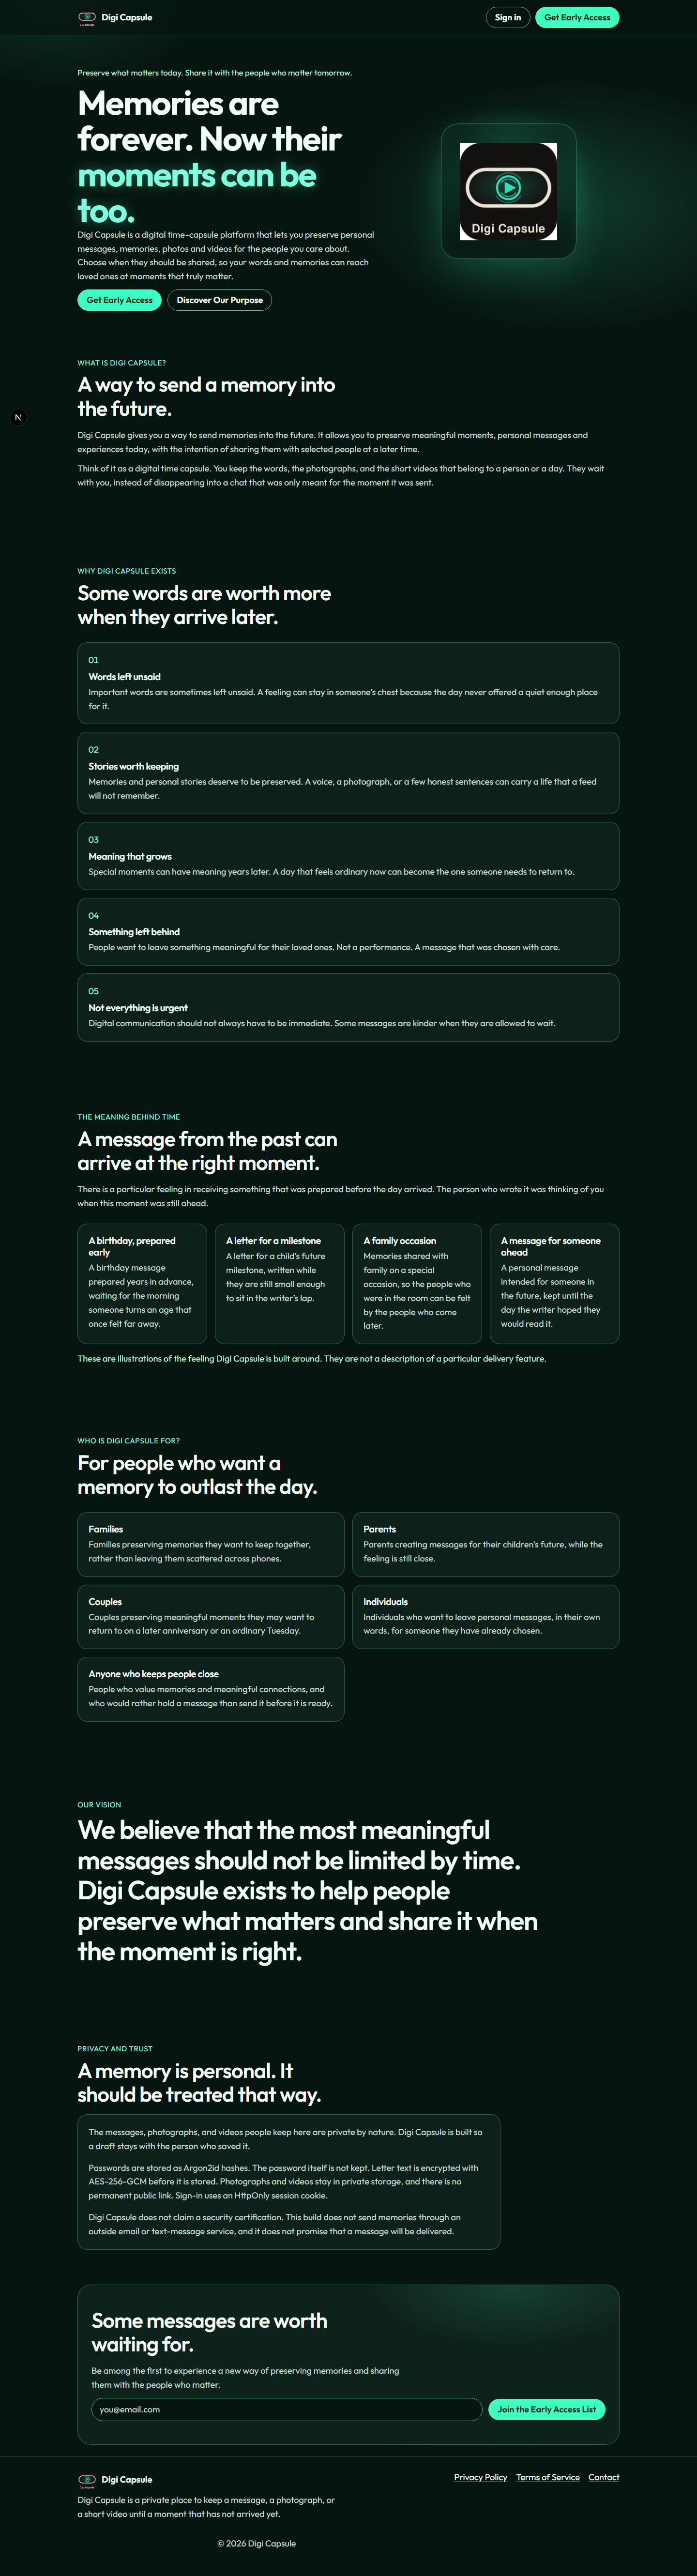 Digi Capsule
Sign in
Get Early Access
Preserve what matters today. Share it with the people who matter tomorrow.
Memories are
forever. Now their
moments can be
too.
Digi Capsule is a digital time-capsule platform that lets you preserve personal
messages, memories, photos and videos for the people you care about.
Choose when they should be shared, so your words and memories can reach
loved ones at moments that truly matter.
Get Early Access
Discover Our Purpose
Digi Capsule
WHAT IS DIGI CAPSULE?
A way to send a memory into
the future.
Digi Capsule gives you a way to send memories into the future. It allows you to preserve meaningful moments, personal messages and
experiences today, with the intention of sharing them with selected people at a later time.
Think of it as a digital time capsule. You keep the words, the photographs, and the short videos that belong to a person or a day. They wait
with you, instead of disappearing into a chat that was only meant for the moment it was sent.
N
WHY DIGI CAPSULE EXISTS
Some words are worth more
when they arrive later.
01
Words left unsaid
Important words are sometimes left unsaid. A feeling can stay in someone's chest because the day never offered a quiet enough place
for it.
02
Stories worth keeping
Memories and personal stories deserve to be preserved. A voice, a photograph, or a few honest sentences can carry a life that a feed
will not remember.
03
Meaning that grows
Special moments can have meaning years later. A day that feels ordinary now can become the one someone needs to return to.
04
Something left behind
People want to leave something meaningful for their loved ones. Not a performance. A message that was chosen with care.
05
Not everything is urgent
Digital communication should not always have to be immediate. Some messages are kinder when they are allowed to wait.
THE MEANING BEHIND TIME
A message from the past can
arrive at the right moment.
There is a particular feeling in receiving something that was prepared before the day arrived. The person who wrote it was thinking of you
when this moment was still ahead.
A birthday, prepared
early
A birthday message
prepared years in advance,
waiting for the morning
someone turns an age that
once felt far away.
A letter for a milestone
A letter for a child's future
milestone, written while
they are still small enough
to sit in the writer's lap.
A family occasion
Memories shared with
family on a special
occasion, so the people who
were in the room can be felt
by the people who come
later.
A message for someone
ahead
A personal message
intended for someone in
the future, kept until the
day the writer hoped they
would read it.
These are illustrations of the feeling Digi Capsule is built around. They are not a description of a particular delivery feature.
WHO IS DIGI CAPSULE FOR?
For people who want a
memory to outlast the day.
Families
Families preserving memories they want to keep together,
rather than leaving them scattered across phones.
Parents
Parents creating messages for their children's future, while the
feeling is still close.
Couples
Couples preserving meaningful moments they may want to
return to on a later anniversary or an ordinary Tuesday.
Individuals
Individuals who want to leave personal messages, in their own
words, for someone they have already chosen.
Anyone who keeps people close
People who value memories and meaningful connections, and
who would rather hold a message than send it before it is ready.
OUR VISION
We believe that the most meaningful
messages should not be limited by time.
Digi Capsule exists to help people
preserve what matters and share it when
the moment is right.
PRIVACY AND TRUST
A memory is personal. It
should be treated that way.
The messages, photographs, and videos people keep here are private by nature. Digi Capsule is built so
a draft stays with the person who saved it.
Passwords are stored as Argon2id hashes. The password itself is not kept. Letter text is encrypted with
AES-256-GCM before it is stored. Photographs and videos stay in private storage, and there is no
permanent public link. Sign-in uses an HttpOnly session cookie.
Digi Capsule does not claim a security certification. This build does not send memories through an
outside email or text-message service, and it does not promise that a message will be delivered.
Some messages are worth
waiting for.
Be among the first to experience a new way of preserving memories and sharing
them with the people who matter.
you@email.com
Join the Early Access List
Digi Capsule
Digi Capsule is a private place to keep a message, a photograph, or
a short video until a moment that has not arrived yet.
Privacy Policy
Terms of Service
Contact
© 2026 Digi Capsule